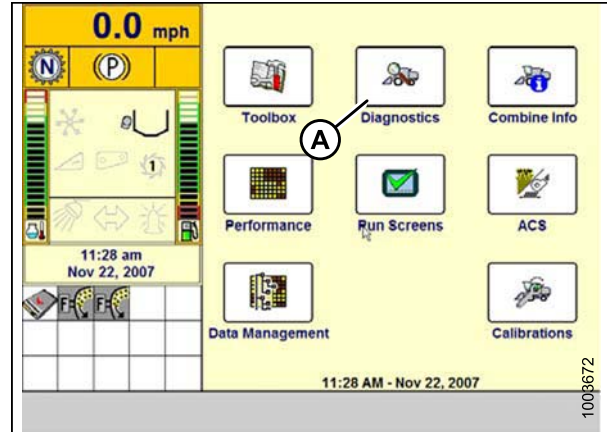 0.0 mph
N (P)
1
11:28 am
Nov 22, 2007
F F
Toolbox Diagnostics Combine Info
A
Performance Run Screens ACS
Data Management Calibrations
11:28 AM - Nov 22, 2007
1003672